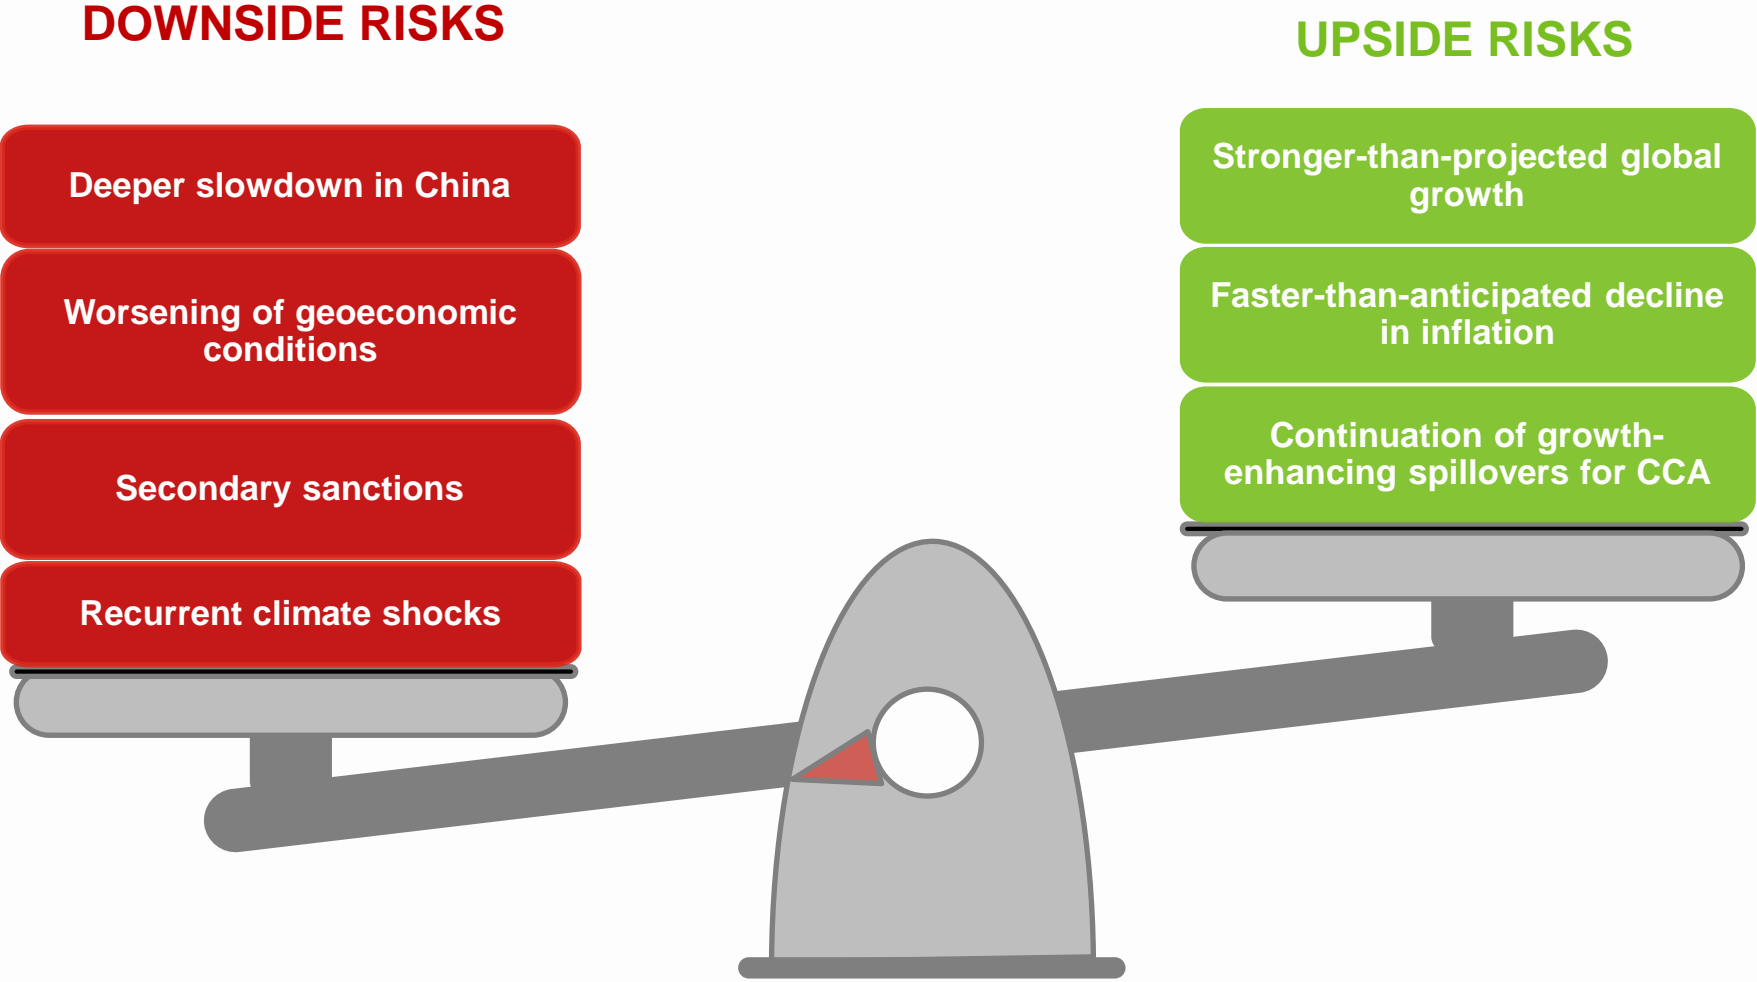 DOWNSIDE RISKS
Deeper slowdown in China
Worsening of geoeconomic
conditions
Secondary sanctions
Recurrent climate shocks
UPSIDE RISKS
Stronger-than-projected global
growth
Faster-than-anticipated decline
in inflation
Continuation of growth-
enhancing spillovers for CCA